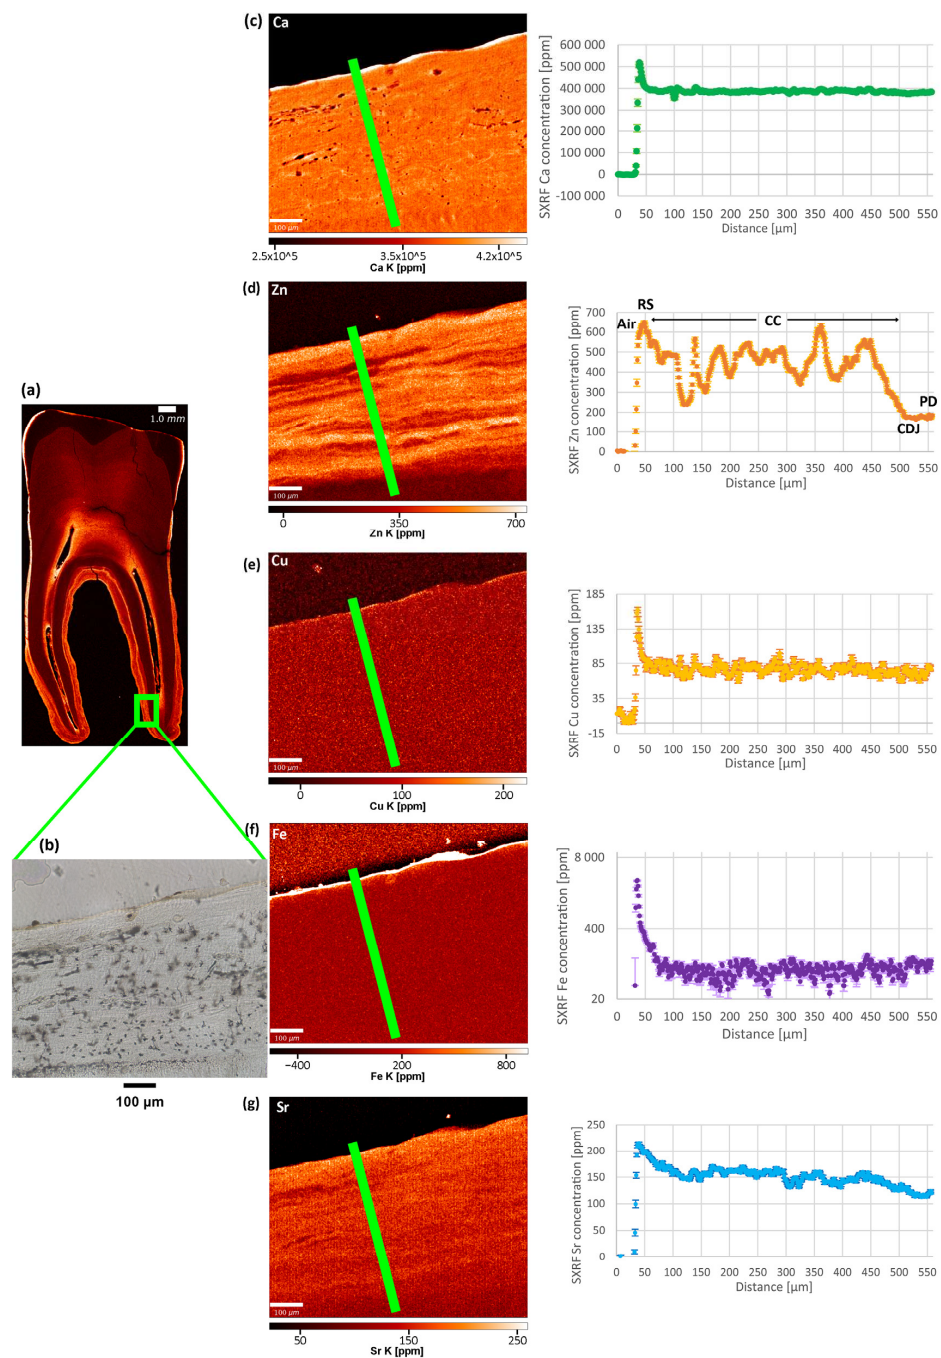 (a)
1.0 mm
(b)
100 µm
(c)
Ca
100 µm
2.5x10^5 3.5x10^5 4.2x10^5
Ca K [ppm]
SXRF Ca concentration [ppm]
600 000
500 000
400 000
300 000
200 000
100 000
0
-100 000
0 50 100 150 200 250 300 350 400 450 500 550
Distance [µm]
(d)
Zn
100 µm
0 350 700
Zn K [ppm]
SXRF Zn concentration [ppm]
700
600
500
400
300
200
100
0
Air
RS
CC
PD
CDJ
0 50 100 150 200 250 300 350 400 450 500 550
Distance [µm]
(e)
Cu
100 µm
0 100 200
Cu K [ppm]
SXRF Cu concentration [ppm]
185
135
85
35
-15
0 50 100 150 200 250 300 350 400 450 500 550
Distance [µm]
(f)
Fe
100 µm
−400 200 800
Fe K [ppm]
SXRF Fe concentration [ppm]
8 000
400
20
0 50 100 150 200 250 300 350 400 450 500 550
Distance [µm]
(g)
Sr
100 µm
50 150 250
Sr K [ppm]
SXRF Sr concentration [ppm]
250
200
150
100
50
0
0 50 100 150 200 250 300 350 400 450 500 550
Distance [µm]